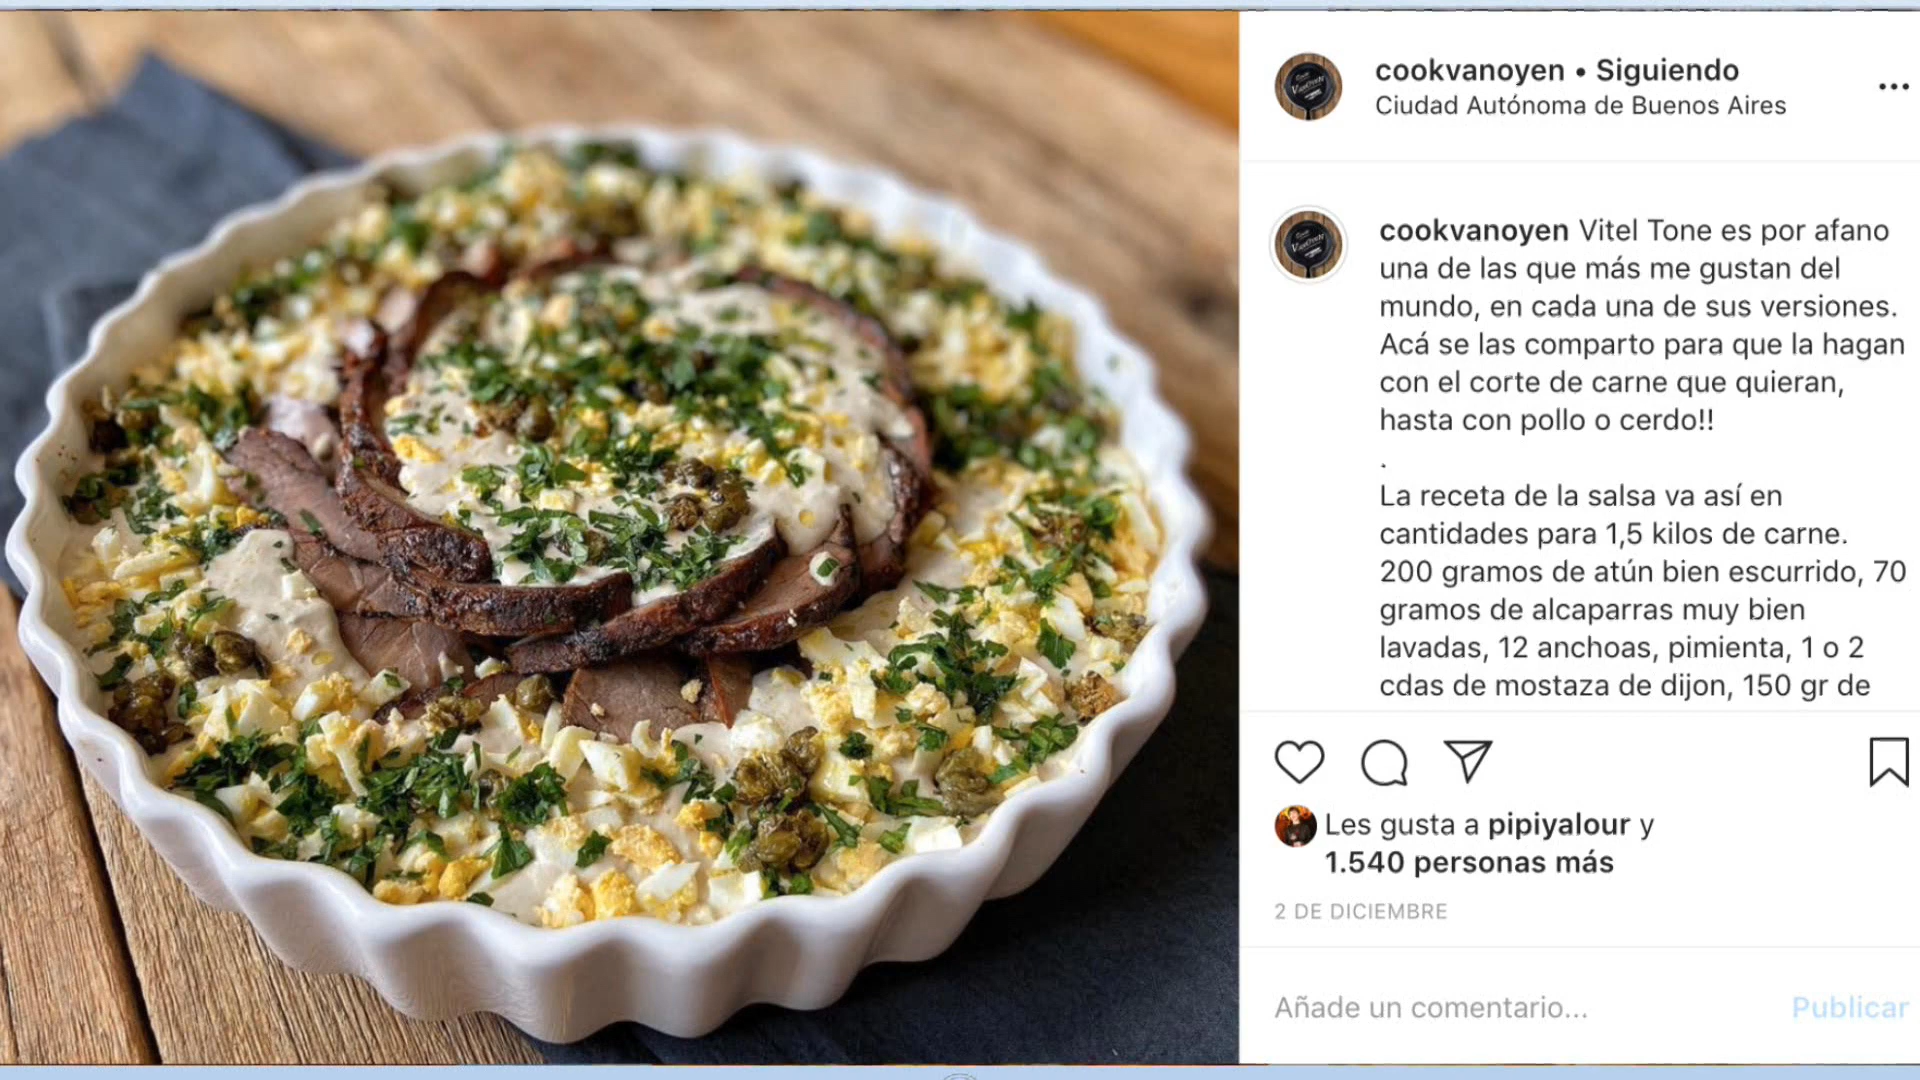 cookvanoyen • Siguiendo
Ciudad Autónoma de Buenos Aires
cookvanoyen Vitel Tone es por afano
una de las que más me gustan del
mundo, en cada una de sus versiones.
Acá se las comparto para que la hagan
con el corte de carne que quieran,
hasta con pollo o cerdo!!
.
La receta de la salsa va así en
cantidades para 1,5 kilos de carne.
200 gramos de atún bien escurrido, 70
gramos de alcaparras muy bien
lavadas, 12 anchoas, pimienta, 1 o 2
cdas de mostaza de dijon, 150 gr de
Les gusta a pipiyalour y
1.540 personas más
2 DE DICIEMBRE
Añade un comentario...
Publicar